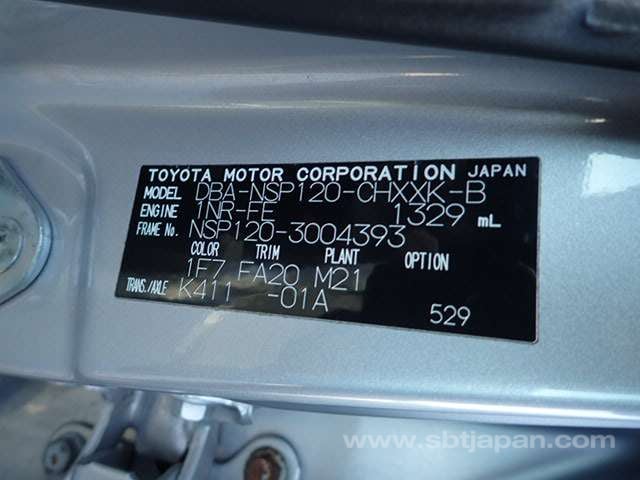 TOYOTA MOTOR CORPORATION JAPAN
MODEL DBA-NSP120-CHXXK-B
ENGINE 1NR-FE 1329 mL
FRAME No. NSP120-3004393
COLOR TRIM PLANT OPTION
1F7 FA20 M21
TRANS./AXLE K411 -01A
529
www.sbtjapan.com